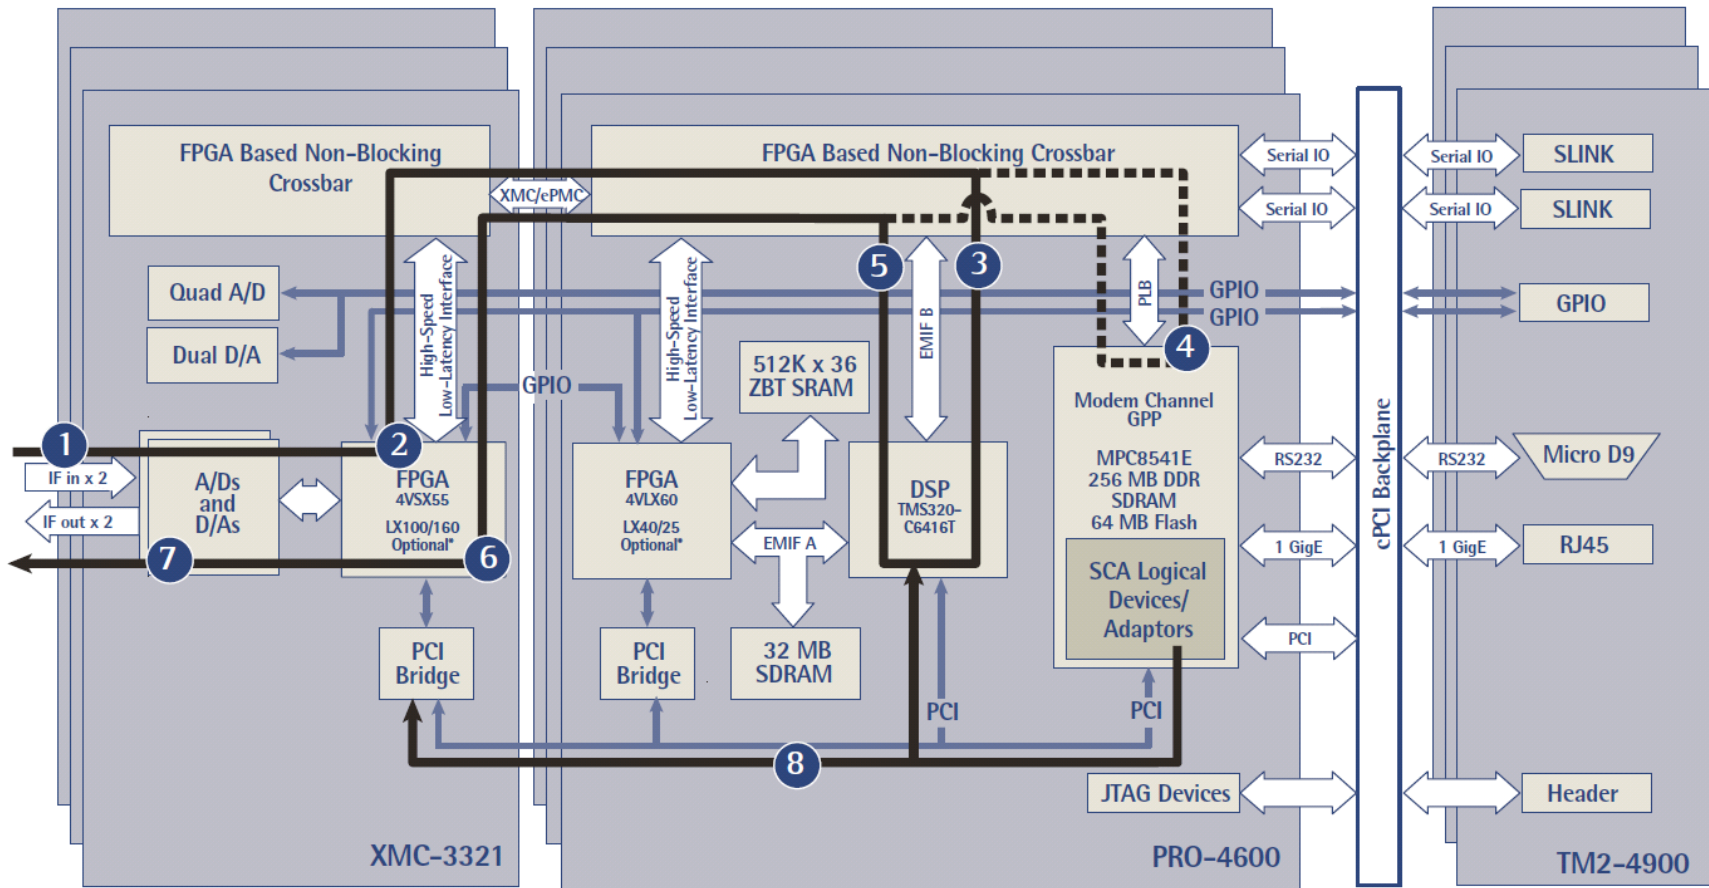 FPGA Based Non-Blocking
Crossbar
XMC/ePMC
FPGA Based Non-Blocking Crossbar
Serial IO
Serial IO
SLINK
Serial IO
Serial IO
SLINK
5
3
Quad A/D
Dual D/A
High-Speed
Low-Latency Interface
High-Speed
Low-Latency Interface
EMIF B
PLB
GPIO
GPIO
GPIO
4
512K x 36
ZBT SRAM
GPIO
1
2
IF in x 2
IF out x 2
A/Ds
and
D/As
FPGA
4VSX55
LX100/160
Optional*
7
6
FPGA
4VLX60
LX40/25
Optional*
EMIF A
DSP
TMS320-
C6416T
Modem Channel
GPP
MPC8541E
256 MB DDR
SDRAM
64 MB Flash
SCA Logical
Devices/
Adaptors
RS232
RS232
Micro D9
1 GigE
1 GigE
RJ45
PCI
cPCI Backplane
PCI
Bridge
PCI
Bridge
32 MB
SDRAM
PCI
PCI
8
JTAG Devices
Header
XMC-3321
PRO-4600
TM2-4900